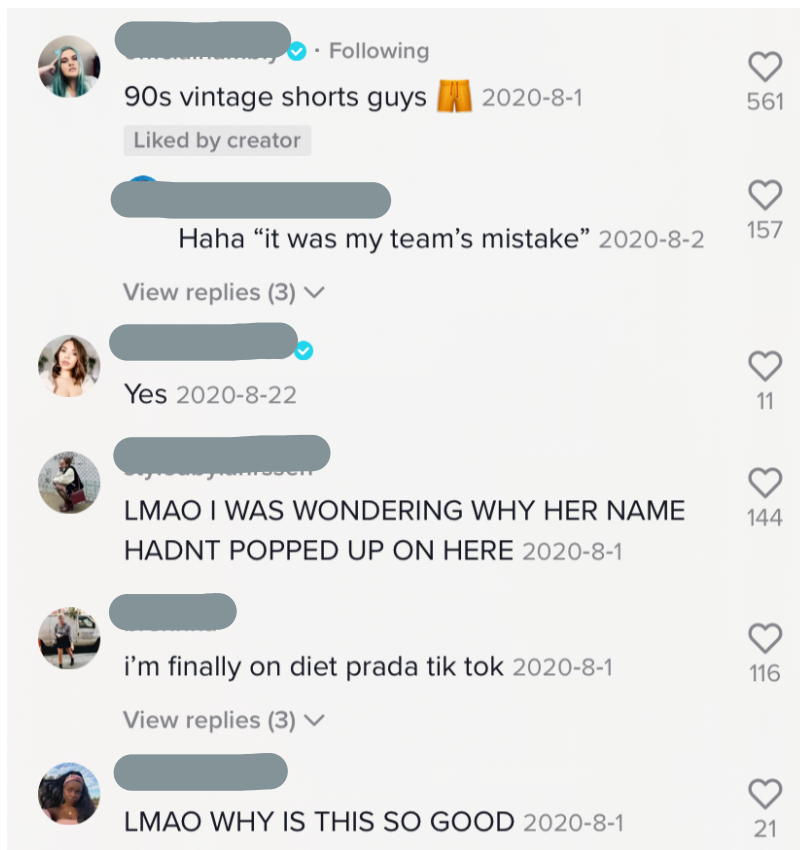 · Following
90s vintage shorts guys 2020-8-1
561
Liked by creator
Haha “it was my team’s mistake” 2020-8-2
157
View replies (3)
Yes 2020-8-22
11
LMAO I WAS WONDERING WHY HER NAME
HADNT POPPED UP ON HERE 2020-8-1
144
i’m finally on diet prada tik tok 2020-8-1
116
View replies (3)
LMAO WHY IS THIS SO GOOD 2020-8-1
21